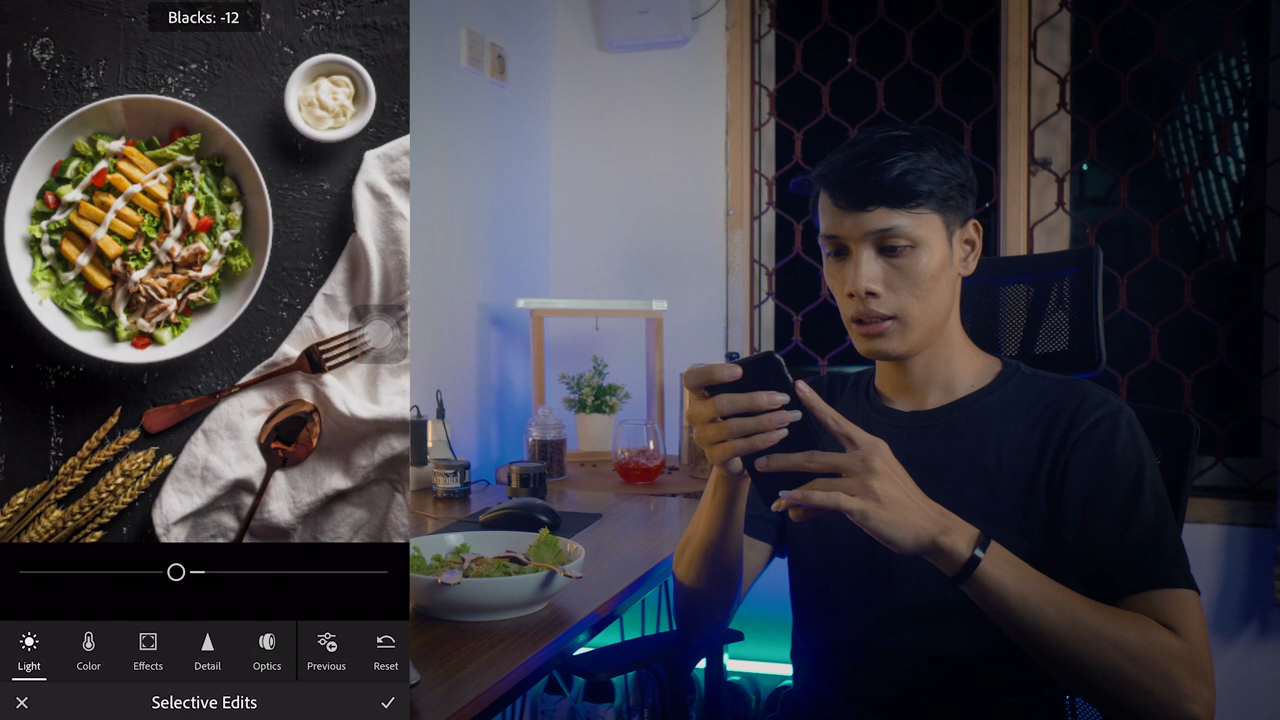 Blacks: -12
Light
Color
Effects
Detail
Optics
Previous
Reset
Selective Edits